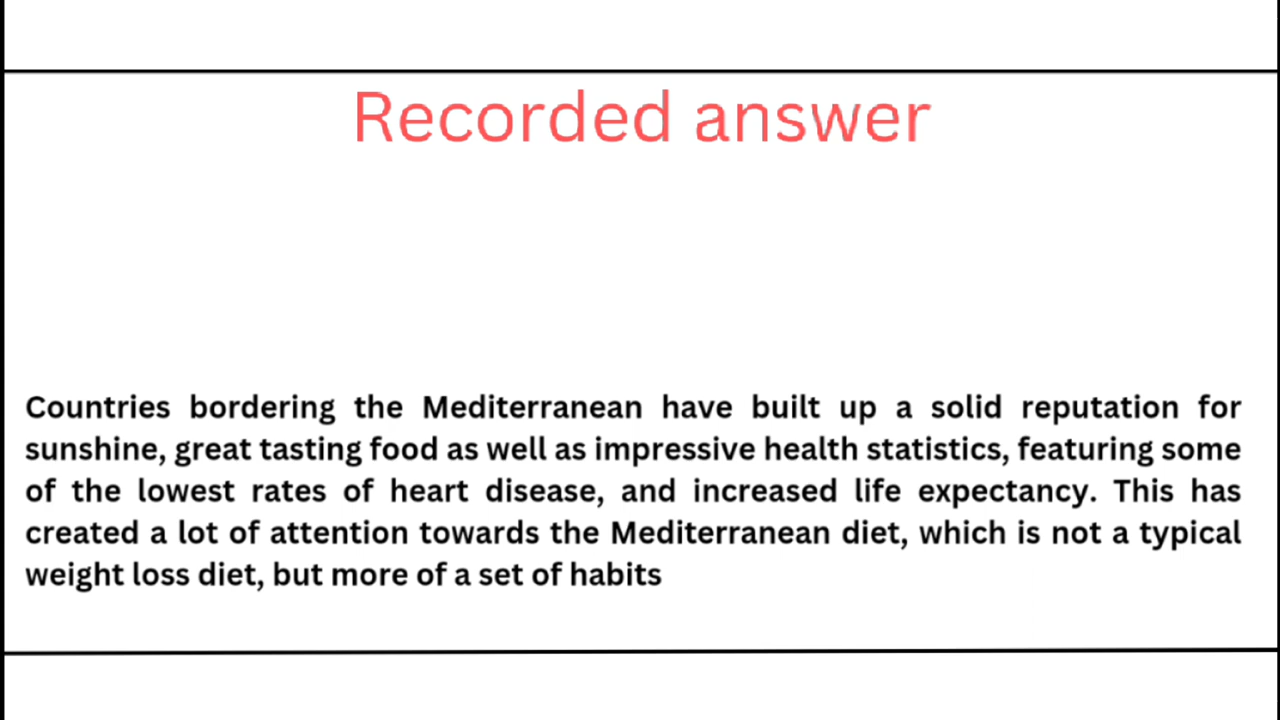 Recorded answer
Countries bordering the Mediterranean have built up a solid reputation for
sunshine, great tasting food as well as impressive health statistics, featuring some
of the lowest rates of heart disease, and increased life expectancy. This has
created a lot of attention towards the Mediterranean diet, which is not a typical
weight loss diet, but more of a set of habits